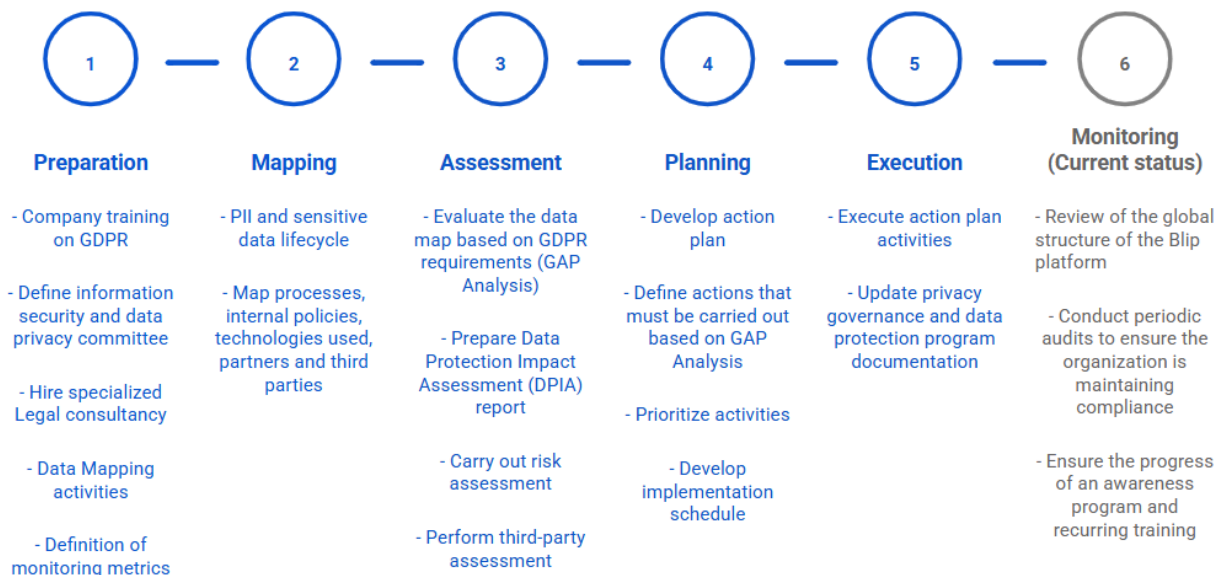 1
2
3
4
5
6
Preparation
- Company training
on GDPR
- Define information
security and data
privacy committee
- Hire specialized
Legal consultancy
- Data Mapping
activities
- Definition of
monitoring metrics
Mapping
- PII and sensitive
data lifecycle
- Map processes,
internal policies,
technologies used,
partners and third
parties
Assessment
- Evaluate the data
map based on GDPR
requirements (GAP
Analysis)
- Prepare Data
Protection Impact
Assessment (DPIA)
report
- Carry out risk
assessment
- Perform third-party
assessment
Planning
- Develop action
plan
- Define actions that
must be carried out
based on GAP
Analysis
- Prioritize activities
- Develop
implementation
schedule
Execution
- Execute action plan
activities
- Update privacy
governance and data
protection program
documentation
Monitoring
(Current status)
- Review of the global
structure of the Blip
platform
- Conduct periodic
audits to ensure the
organization is
maintaining
compliance
- Ensure the progress
of an awareness
program and
recurring training